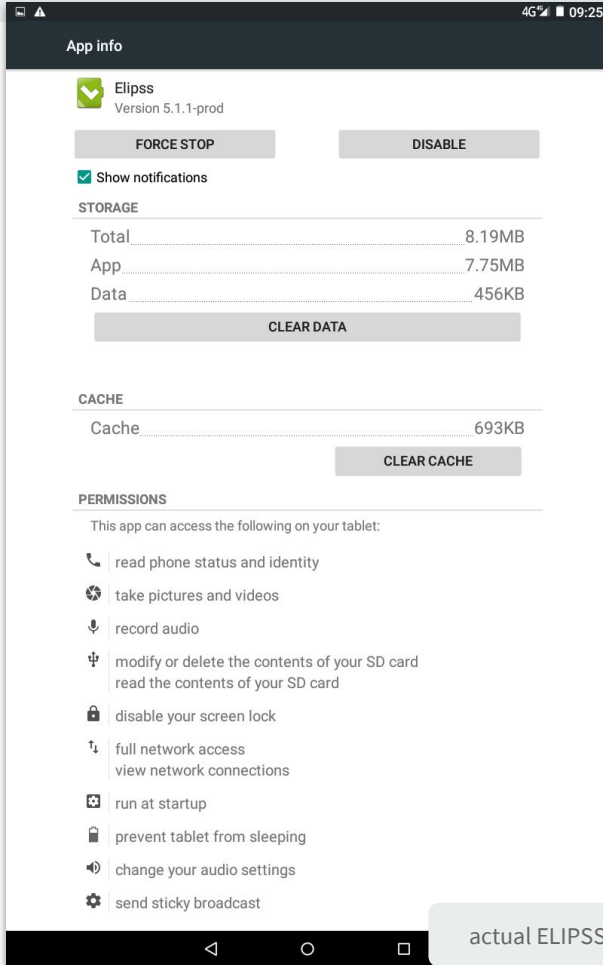 4G 4G 09:25
App info
Elipss
Version 5.1.1-prod
FORCE STOP
DISABLE
Show notifications
STORAGE
Total 8.19MB
App 7.75MB
Data 456KB
CLEAR DATA
CACHE
Cache 693KB
CLEAR CACHE
PERMISSIONS
This app can access the following on your tablet:
read phone status and identity
take pictures and videos
record audio
modify or delete the contents of your SD card
read the contents of your SD card
disable your screen lock
full network access
view network connections
run at startup
prevent tablet from sleeping
change your audio settings
send sticky broadcast
actual ELIPSS